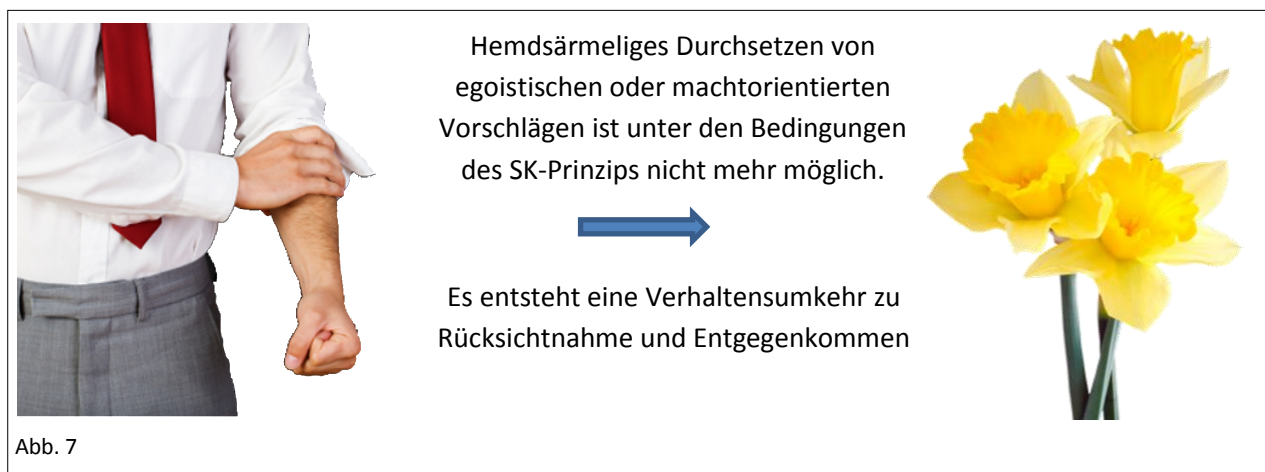 Hemdsärmeliges Durchsetzen von
egoistischen oder machtorientierten
Vorschlägen ist unter den Bedingungen
des SK-Prinzips nicht mehr möglich.
Es entsteht eine Verhaltensumkehr zu
Rücksichtnahme und Entgegenkommen
Abb. 7